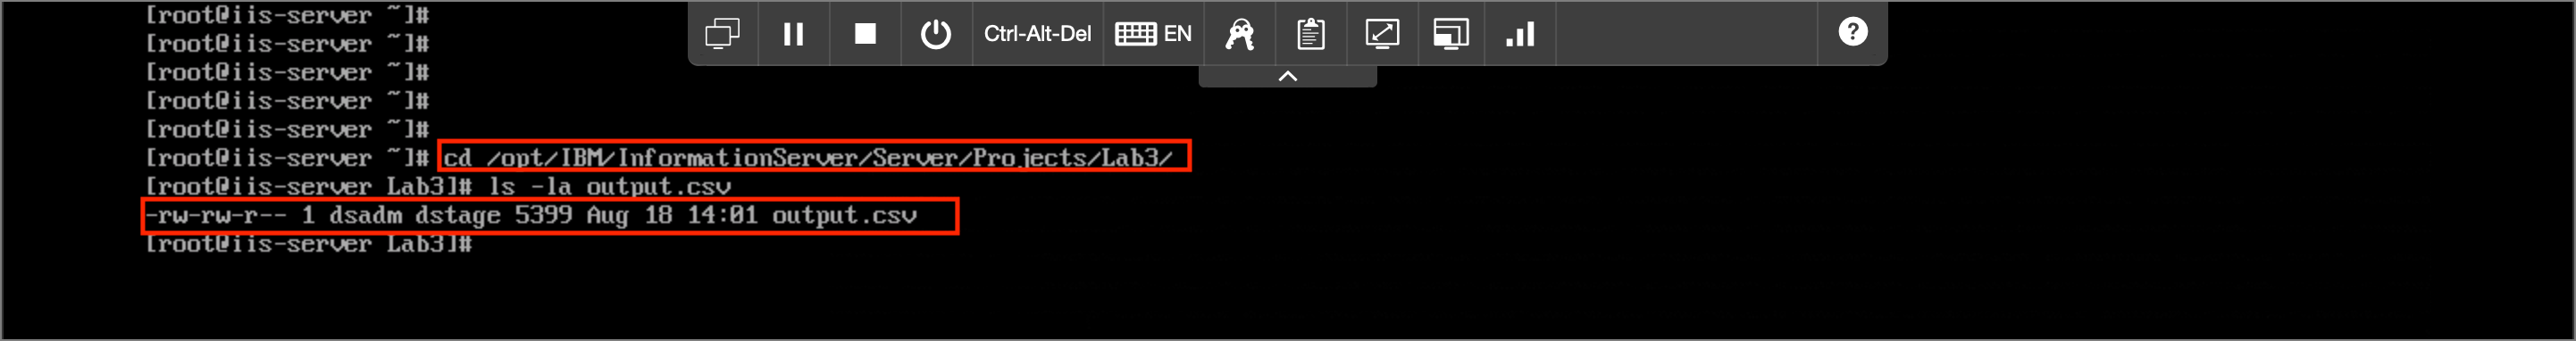 [root@iis-server ~]#
[root@iis-server ~]#
[root@iis-server ~]#
[root@iis-server ~]#
[root@iis-server ~]#
[root@iis-server ~]# cd /opt/IBM/InformationServer/Server/Projects/Lab3/
[root@iis-server Lab3]# ls -la output.csv
-rw-rw-r-- 1 dsadm dstage 5399 Aug 18 14:01 output.csv
[root@iis-server Lab3]#
Ctrl-Alt-Del EN ?